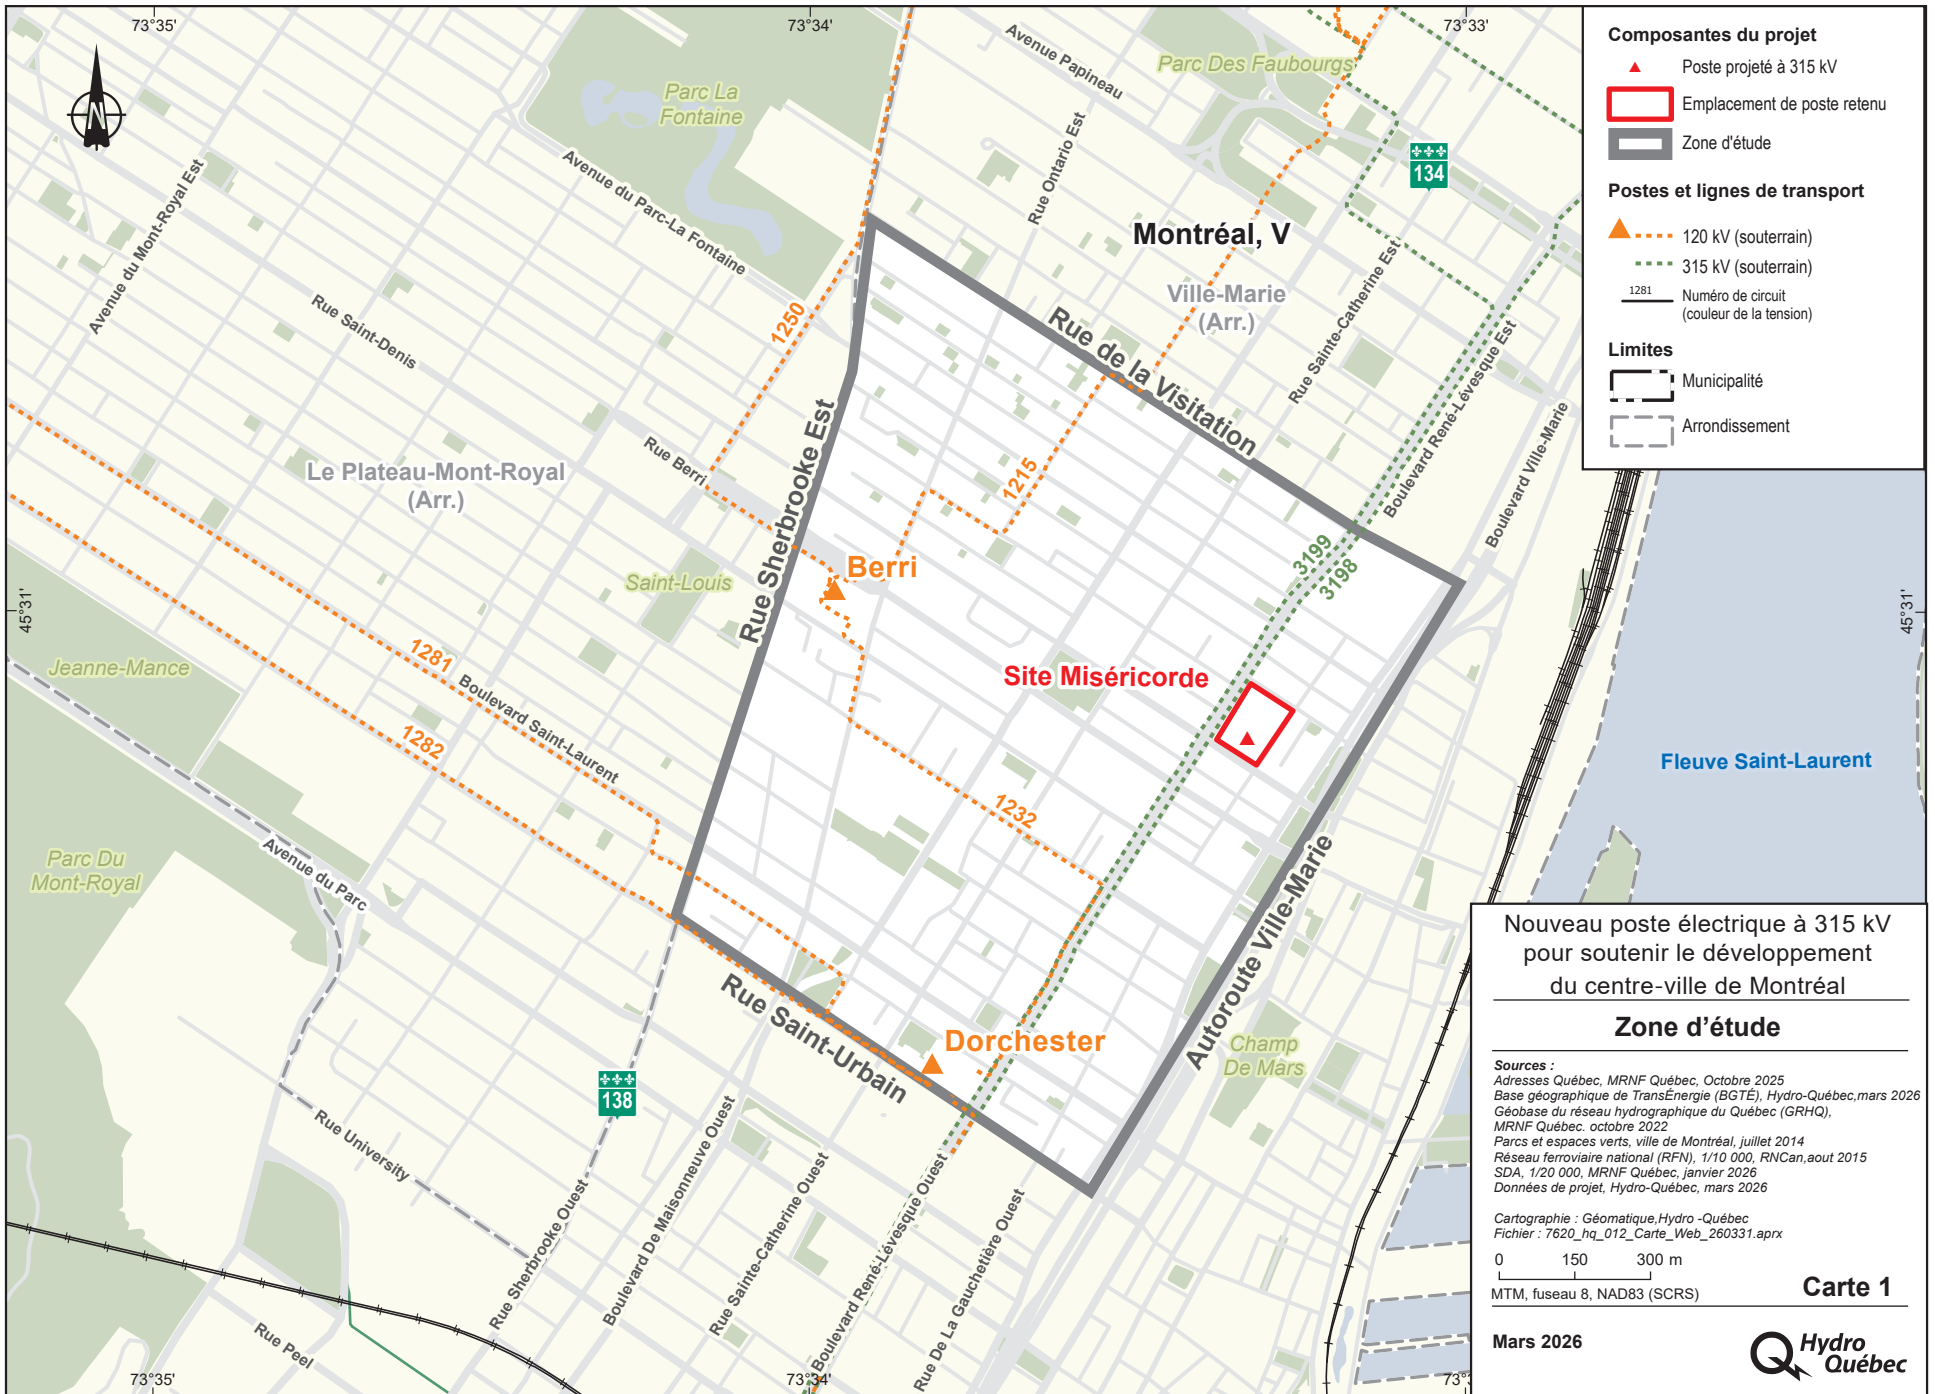 73°35'
73°34'
73°33'
Composantes du projet
Poste projeté à 315 kV
Emplacement de poste retenu
Zone d'étude
Postes et lignes de transport
120 kV (souterrain)
315 kV (souterrain)
1281
Numéro de circuit
(couleur de la tension)
Limites
Municipalité
Arrondissement
N
Parc La
Fontaine
Avenue Papineau
Parc Des Faubourgs
134
Rue Ontario Est
Avenue du Mont-Royal Est
Avenue du Parc-La Fontaine
Montréal, V
Ville-Marie
(Arr.)
Rue Sainte-Catherine Est
Rue Saint-Denis
1250
Rue de la Visitation
Boulevard René-Lévesque Est
Boulevard Ville-Marie
Rue Berri
Rue Sherbrooke Est
Le Plateau-Mont-Royal
(Arr.)
1215
3199
3198
Berri
Saint-Louis
45°31'
45°31'
Jeanne-Mance
1281
Boulevard Saint-Laurent
1282
Site Miséricorde
Fleuve Saint-Laurent
1232
Parc Du
Mont-Royal
Avenue du Parc
Autoroute Ville-Marie
Rue Saint-Urbain
Dorchester
Champ
De Mars
138
Rue University
Rue Sherbrooke Ouest
Boulevard De Maisonneuve Ouest
Rue Sainte-Catherine Ouest
Boulevard René-Lévesque Ouest
Rue De La Gauchetière Ouest
Rue Peel
73°35'
73°34'
Nouveau poste électrique à 315 kV
pour soutenir le développement
du centre-ville de Montréal
Zone d’étude
Sources :
Adresses Québec, MRNF Québec, Octobre 2025
Base géographique de TransÉnergie (BGTÉ), Hydro-Québec,mars 2026
Géobase du réseau hydrographique du Québec (GRHQ),
MRNF Québec. octobre 2022
Parcs et espaces verts, ville de Montréal, juillet 2014
Réseau ferroviaire national (RFN), 1/10 000, RNCan,aout 2015
SDA, 1/20 000, MRNF Québec, janvier 2026
Données de projet, Hydro-Québec, mars 2026
Cartographie : Géomatique,Hydro -Québec
Fichier : 7620_hq_012_Carte_Web_260331.aprx
0 150 300 m
MTM, fuseau 8, NAD83 (SCRS)
Carte 1
Mars 2026
Hydro
Québec